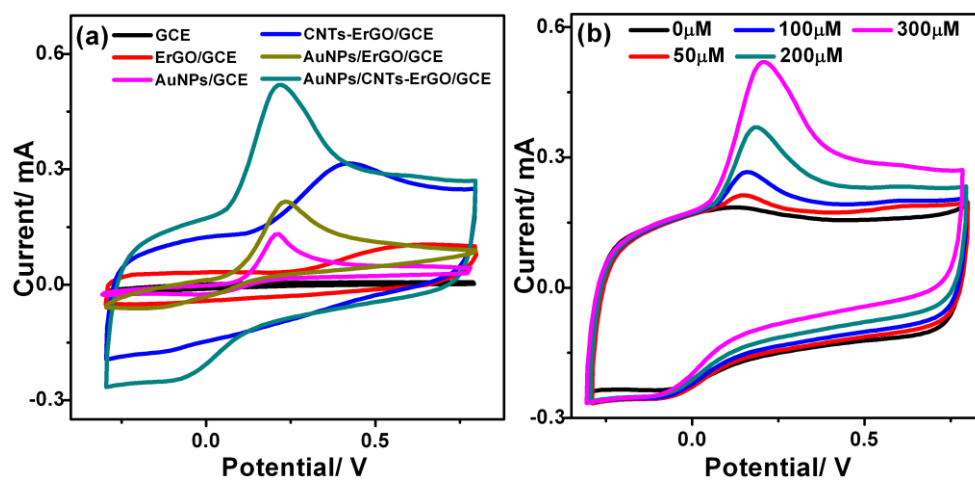 (a)
GCE
CNTs-ErGO/GCE
ErGO/GCE
AuNPs/ErGO/GCE
AuNPs/GCE
AuNPs/CNTs-ErGO/GCE
0.6
0.3
0.0
-0.3
Current/ mA
0.0
0.5
Potential/ V
(b)
0μM
100μM
300μM
50μM
200μM
0.6
0.3
0.0
-0.3
Current/ mA
0.0
0.5
Potential/ V